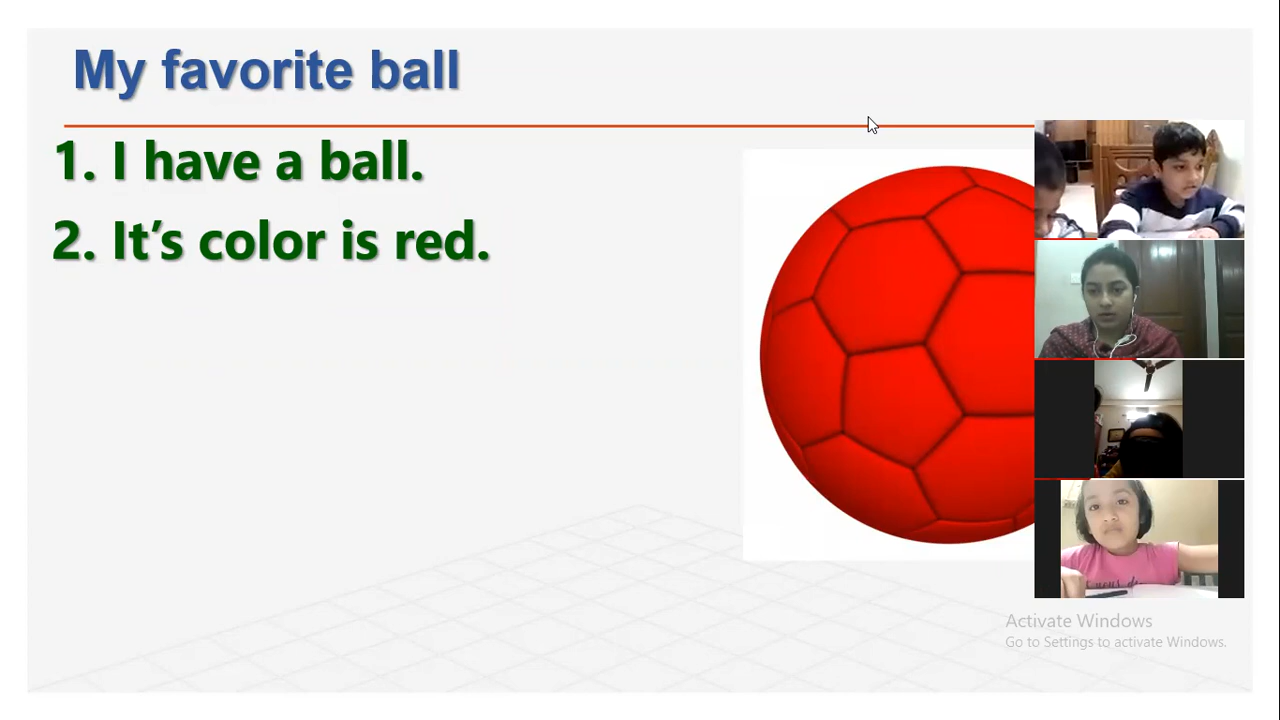 My favorite ball
1. I have a ball.
2. It’s color is red.
Activate Windows
Go to Settings to activate Windows.